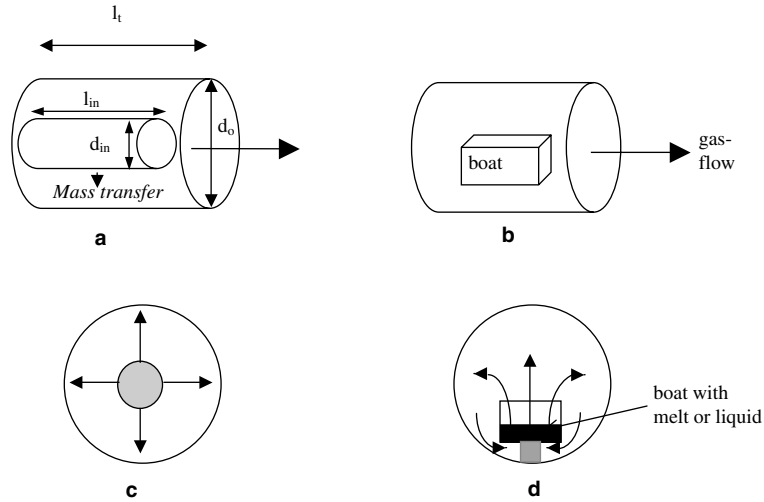 l_t
l_in
d_in
d_o
Mass transfer
a
boat
gas-
flow
b
c
boat with
melt or liquid
d